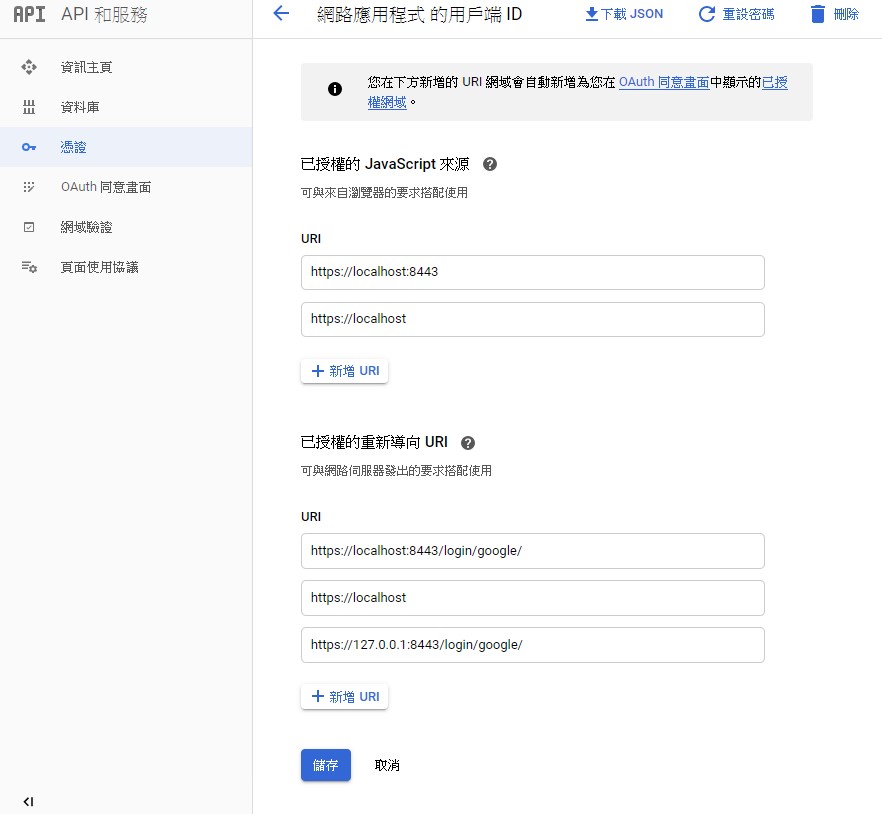 API API 和服務
網路應用程式 的用戶端 ID
下載 JSON
重設密碼
刪除
資訊主頁
資料庫
憑證
OAuth 同意畫面
網域驗證
頁面使用協議
您在下方新增的 URI 網域會自動新增為您在 OAuth 同意畫面中顯示的已授
權網域。
已授權的 JavaScript 來源
可與來自瀏覽器的要求搭配使用
URI
https://localhost:8443
https://localhost
新增 URI
已授權的重新導向 URI
可與網路伺服器發出的要求搭配使用
URI
https://localhost:8443/login/google/
https://localhost
https://127.0.0.1:8443/login/google/
新增 URI
儲存
取消